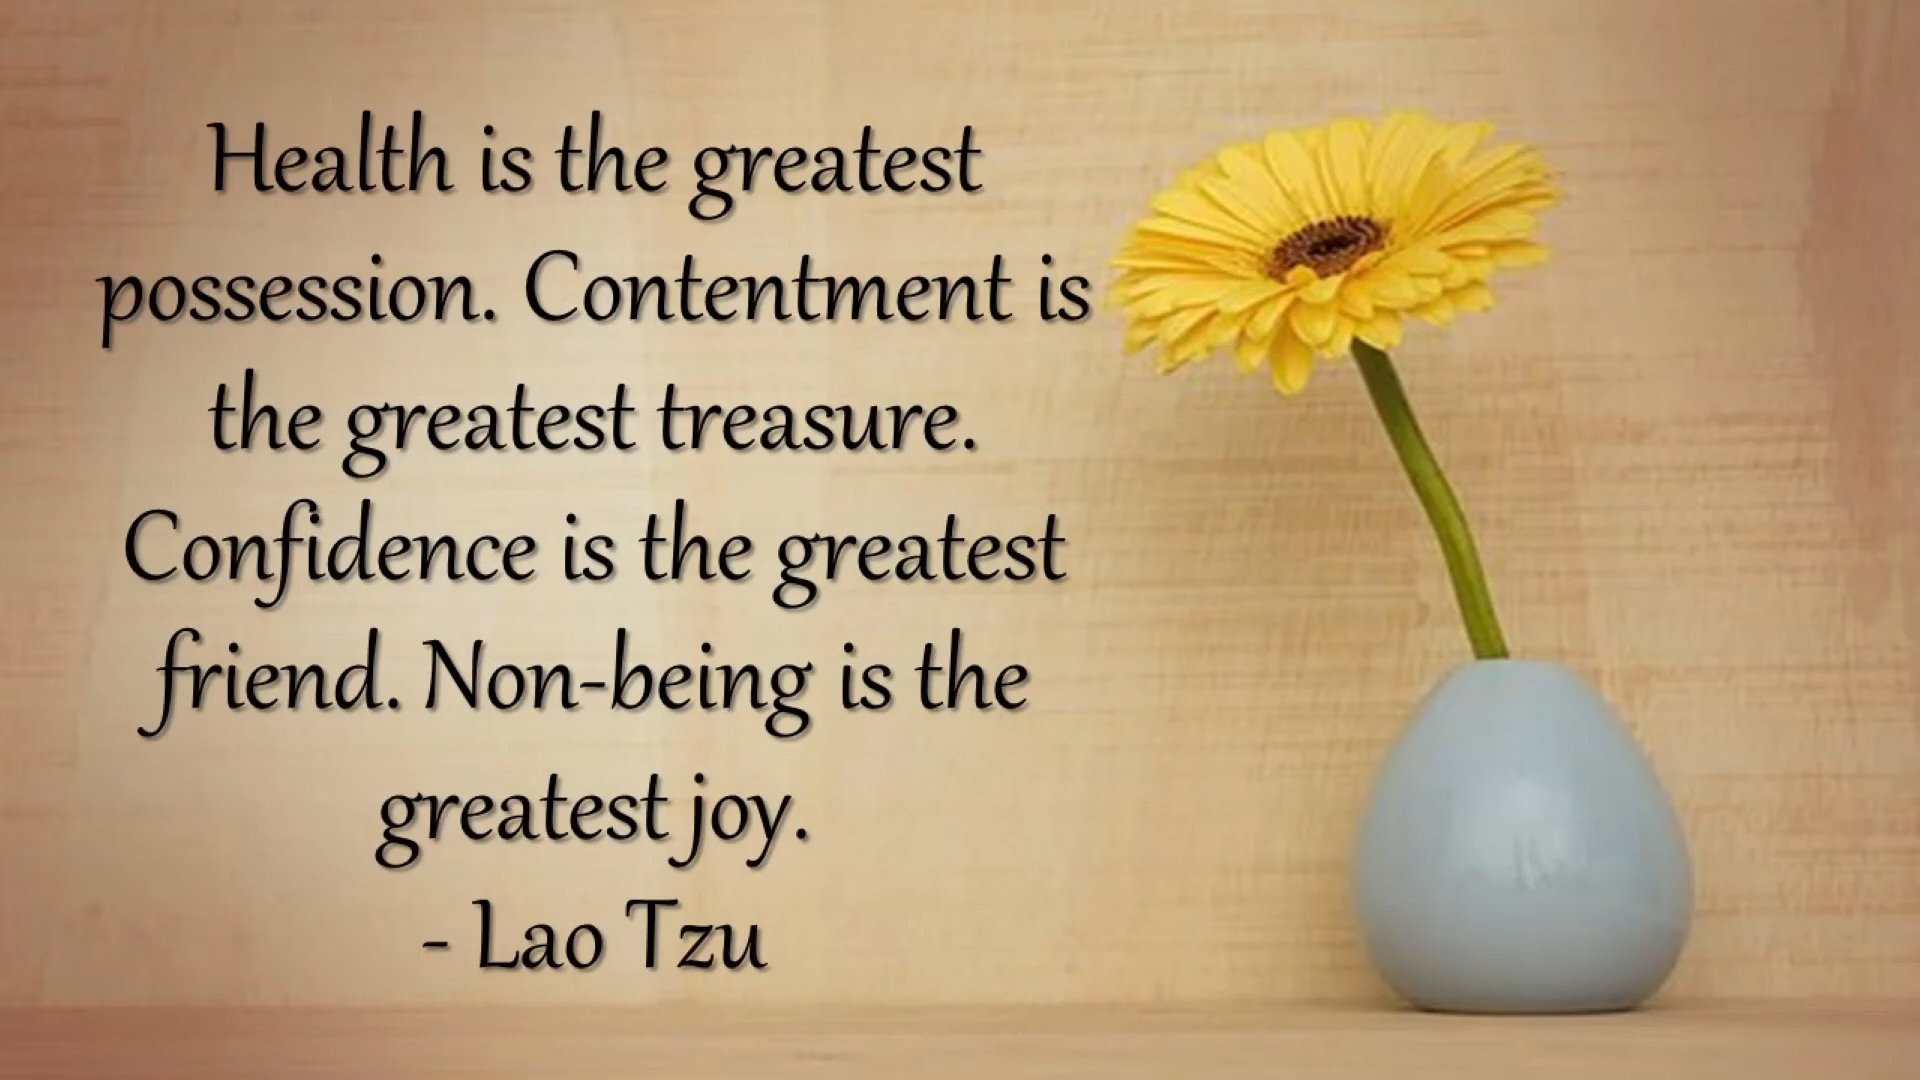 Health is the greatest
possession. Contentment is
the greatest treasure.
Confidence is the greatest
friend. Non-being is the
greatest joy.
- Lao Tzu